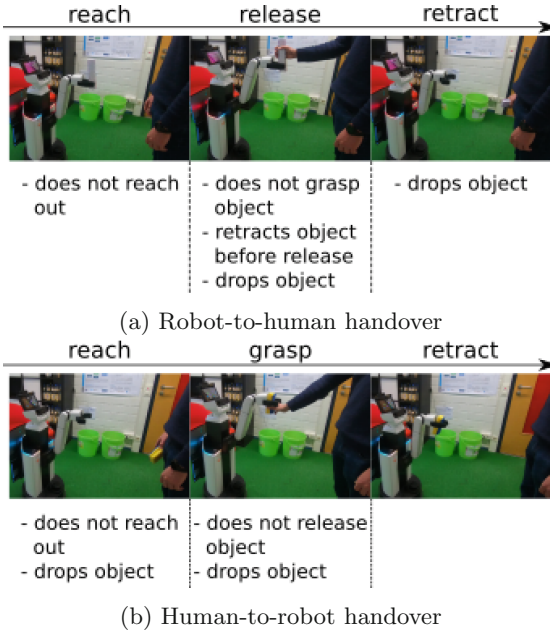 reach release retract
- does not reach
out
- does not grasp
object
- retracts object
before release
- drops object
- drops object
(a) Robot-to-human handover
reach grasp retract
- does not reach
out
- drops object
- does not release
object
- drops object
(b) Human-to-robot handover